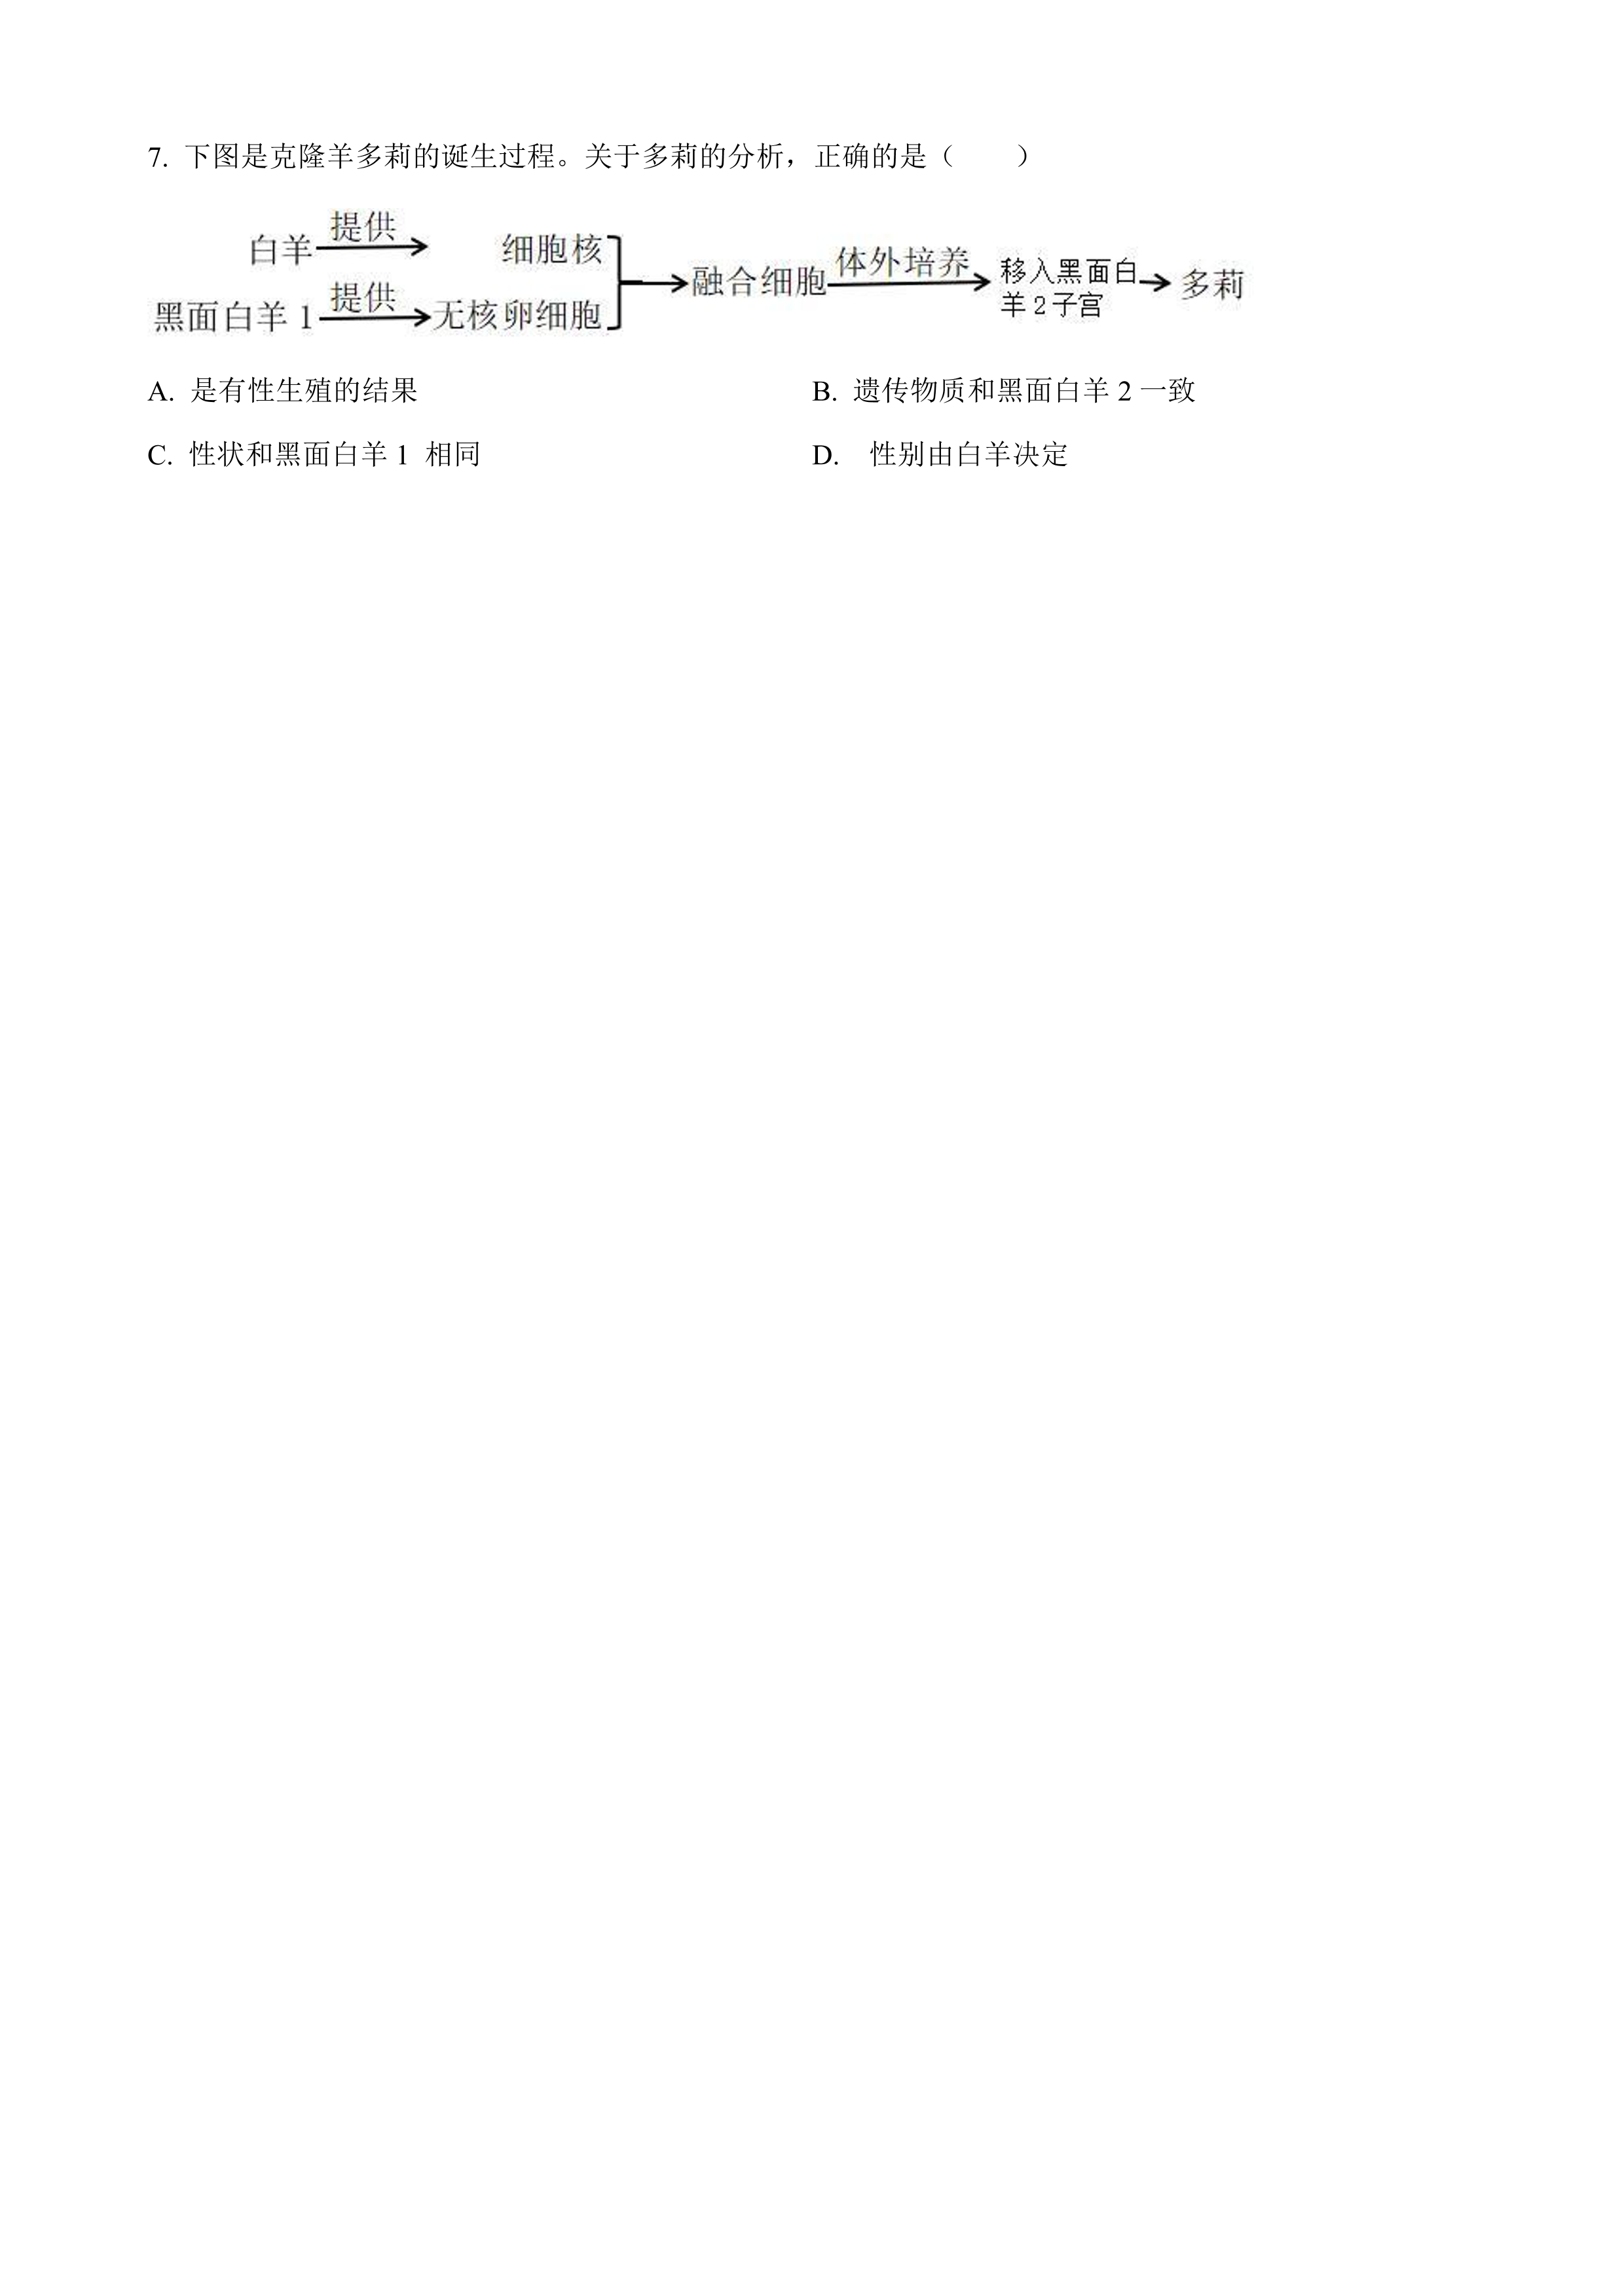 7. 下图是克隆羊多莉的诞生过程。关于多莉的分析，正确的是（　　）
白羊 提供 细胞核
黑面白羊 1 提供 无核卵细胞
融合细胞 体外培养 移入黑面白
羊 2 子宫 多莉
A. 是有性生殖的结果 B. 遗传物质和黑面白羊 2 一致
C. 性状和黑面白羊 1 相同 D. 性别由白羊决定